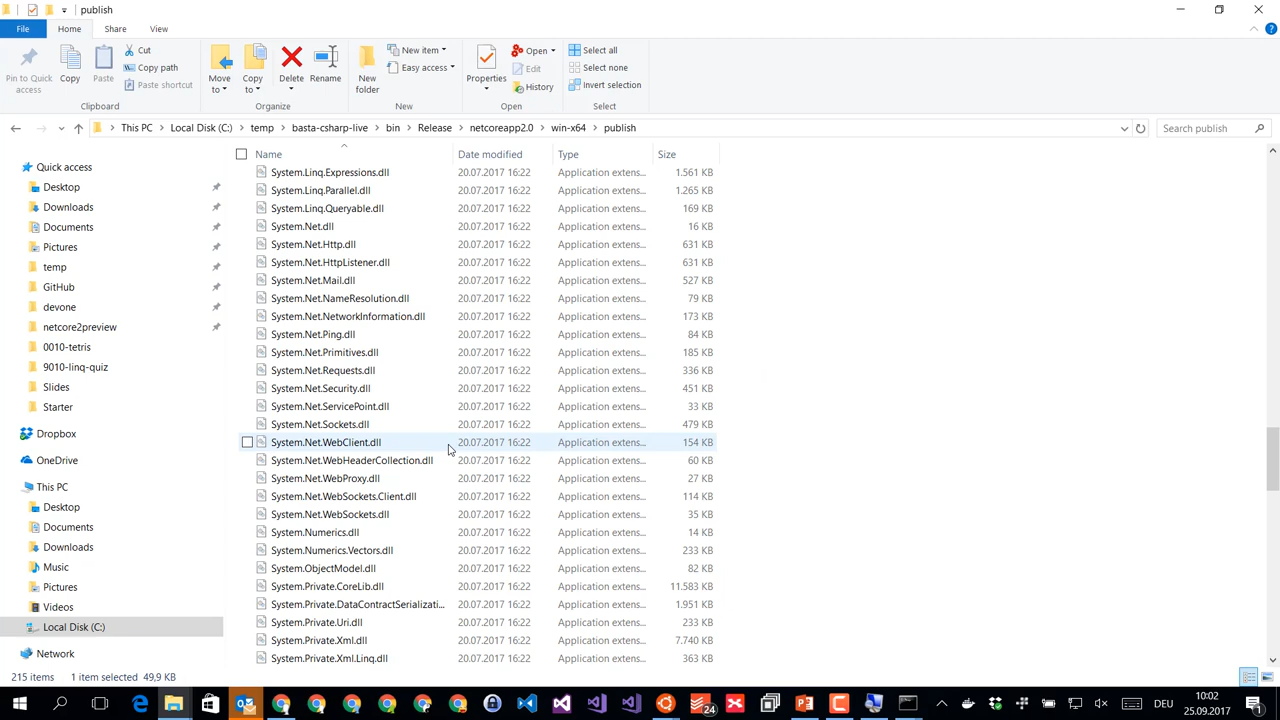 publish
File Home Share View
Pin to Quick access
Copy
Paste
Cut
Copy path
Paste shortcut
Clipboard
Move to
Copy to
Delete
Rename
Organize
New folder
New item
Easy access
New
Properties
Open
Edit
History
Open
Select all
Select none
Invert selection
Select
This PC Local Disk (C:) temp basta-csharp-live bin Release netcoreapp2.0 win-x64 publish
Search publish
Quick access
Desktop
Downloads
Documents
Pictures
temp
GitHub
devone
netcore2preview
0010-tetris
9010-linq-quiz
Slides
Starter
Dropbox
OneDrive
This PC
Desktop
Documents
Downloads
Music
Pictures
Videos
Local Disk (C:)
Network
Name Date modified Type Size
System.Linq.Expressions.dll 20.07.2017 16:22 Application extens... 1.561 KB
System.Linq.Parallel.dll 20.07.2017 16:22 Application extens... 1.265 KB
System.Linq.Queryable.dll 20.07.2017 16:22 Application extens... 169 KB
System.Net.dll 20.07.2017 16:22 Application extens... 16 KB
System.Net.Http.dll 20.07.2017 16:22 Application extens... 631 KB
System.Net.HttpListener.dll 20.07.2017 16:22 Application extens... 631 KB
System.Net.Mail.dll 20.07.2017 16:22 Application extens... 527 KB
System.Net.NameResolution.dll 20.07.2017 16:22 Application extens... 79 KB
System.Net.NetworkInformation.dll 20.07.2017 16:22 Application extens... 173 KB
System.Net.Ping.dll 20.07.2017 16:22 Application extens... 84 KB
System.Net.Primitives.dll 20.07.2017 16:22 Application extens... 185 KB
System.Net.Requests.dll 20.07.2017 16:22 Application extens... 336 KB
System.Net.Security.dll 20.07.2017 16:22 Application extens... 451 KB
System.Net.ServicePoint.dll 20.07.2017 16:22 Application extens... 33 KB
System.Net.Sockets.dll 20.07.2017 16:22 Application extens... 479 KB
System.Net.WebClient.dll 20.07.2017 16:22 Application extens... 154 KB
System.Net.WebHeaderCollection.dll 20.07.2017 16:22 Application extens... 60 KB
System.Net.WebProxy.dll 20.07.2017 16:22 Application extens... 27 KB
System.Net.WebSockets.Client.dll 20.07.2017 16:22 Application extens... 114 KB
System.Net.WebSockets.dll 20.07.2017 16:22 Application extens... 35 KB
System.Numerics.dll 20.07.2017 16:22 Application extens... 14 KB
System.Numerics.Vectors.dll 20.07.2017 16:22 Application extens... 233 KB
System.ObjectModel.dll 20.07.2017 16:22 Application extens... 82 KB
System.Private.CoreLib.dll 20.07.2017 16:22 Application extens... 11.583 KB
System.Private.DataContractSerializati... 20.07.2017 16:22 Application extens... 1.951 KB
System.Private.Uri.dll 20.07.2017 16:22 Application extens... 233 KB
System.Private.Xml.dll 20.07.2017 16:22 Application extens... 7.740 KB
System.Private.Xml.Linq.dll 20.07.2017 16:22 Application extens... 363 KB
215 items 1 item selected 49,9 KB
24
DEU
10:02
25.09.2017
1